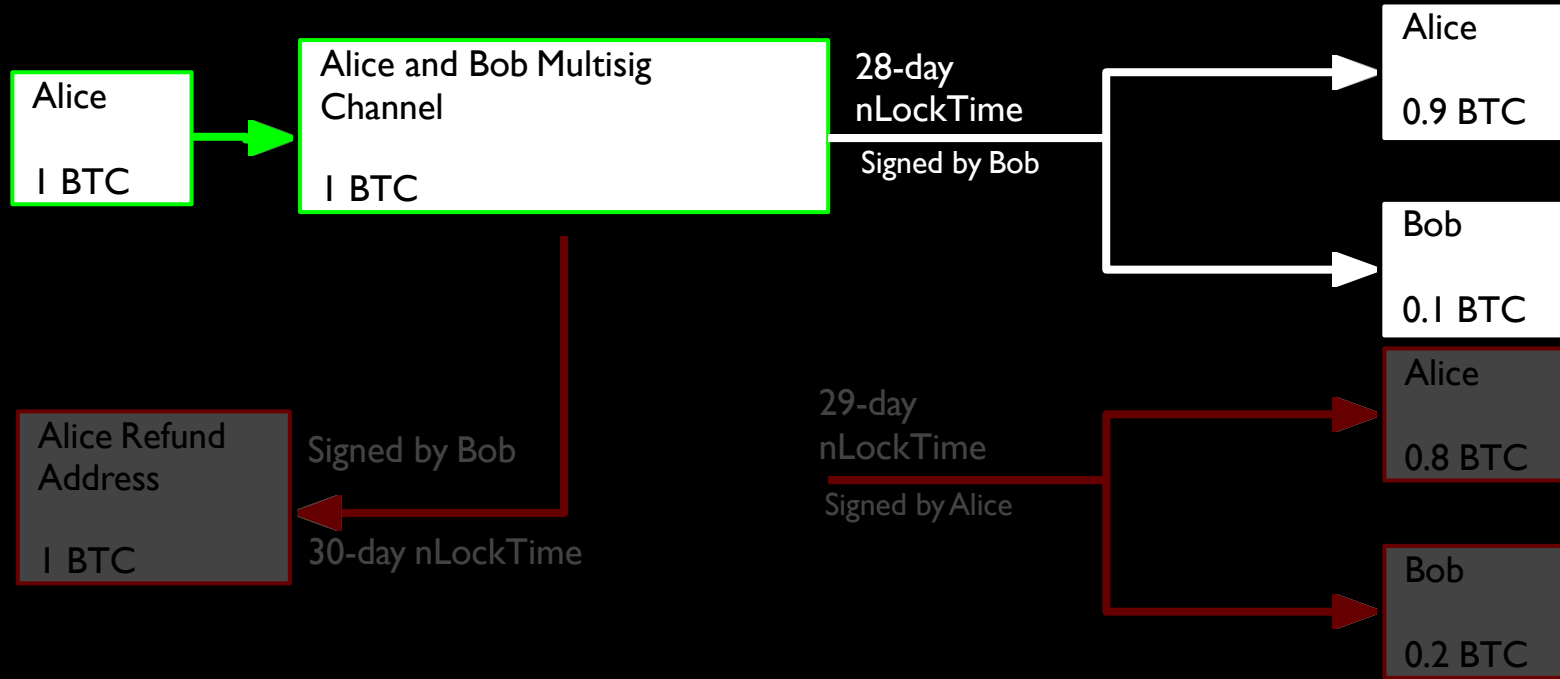 Alice
1 BTC
Alice and Bob Multisig
Channel
1 BTC
28-day
nLockTime
Signed by Bob
Alice
0.9 BTC
Bob
0.1 BTC
Alice Refund
Address
1 BTC
Signed by Bob
30-day nLockTime
29-day
nLockTime
Signed by Alice
Alice
0.8 BTC
Bob
0.2 BTC